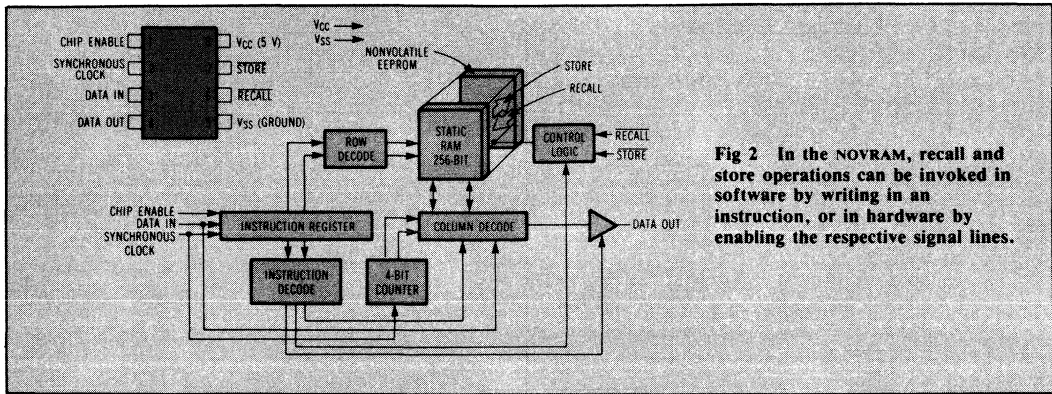 CHIP ENABLE
SYNCHRONOUS
CLOCK
DATA IN
DATA OUT
VCC (5 V)
STORE
RECALL
VSS (GROUND)
VCC
VSS
NONVOLATILE
EEPROM
STORE
RECALL
STATIC
RAM
256-BIT
ROW
DECODE
CONTROL
LOGIC
RECALL
STORE
CHIP ENABLE
DATA IN
SYNCHRONOUS
CLOCK
INSTRUCTION REGISTER
COLUMN DECODE
DATA OUT
INSTRUCTION
DECODE
4-BIT
COUNTER
Fig 2 In the NOVRAM, recall and
store operations can be invoked in
software by writing in an
instruction, or in hardware by
enabling the respective signal lines.